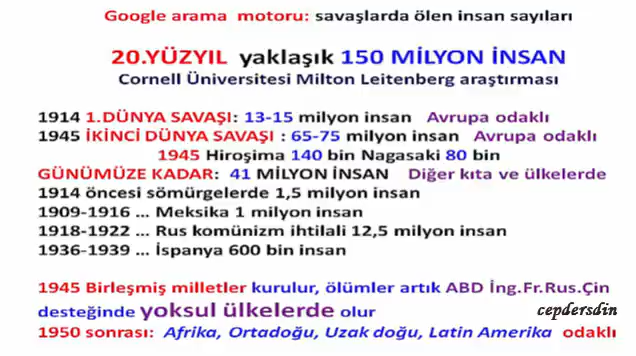 Google arama motoru: savaşlarda ölen insan sayıları
20.YÜZYIL yaklaşık 150 MİLYON İNSAN
Cornell Üniversitesi Milton Leitenberg araştırması
1914 1.DÜNYA SAVAŞI: 13-15 milyon insan Avrupa odaklı
1945 İKİNCİ DÜNYA SAVAŞI : 65-75 milyon insan Avrupa odaklı
1945 Hiroşima 140 bin Nagasaki 80 bin
GÜNÜMÜZE KADAR: 41 MİLYON İNSAN Diğer kıta ve ülkelerde
1914 öncesi sömürgelerde 1,5 milyon insan
1909-1916 ... Meksika 1 milyon insan
1918-1922 ... Rus komünizm ihtilali 12,5 milyon insan
1936-1939 ... İspanya 600 bin insan
1945 Birleşmiş milletler kurulur, ölümler artık ABD İng.Fr.Rus.Çin
desteğinde yoksul ülkelerde olur
cepdersdin
1950 sonrası: Afrika, Ortadoğu, Uzak doğu, Latin Amerika odaklı